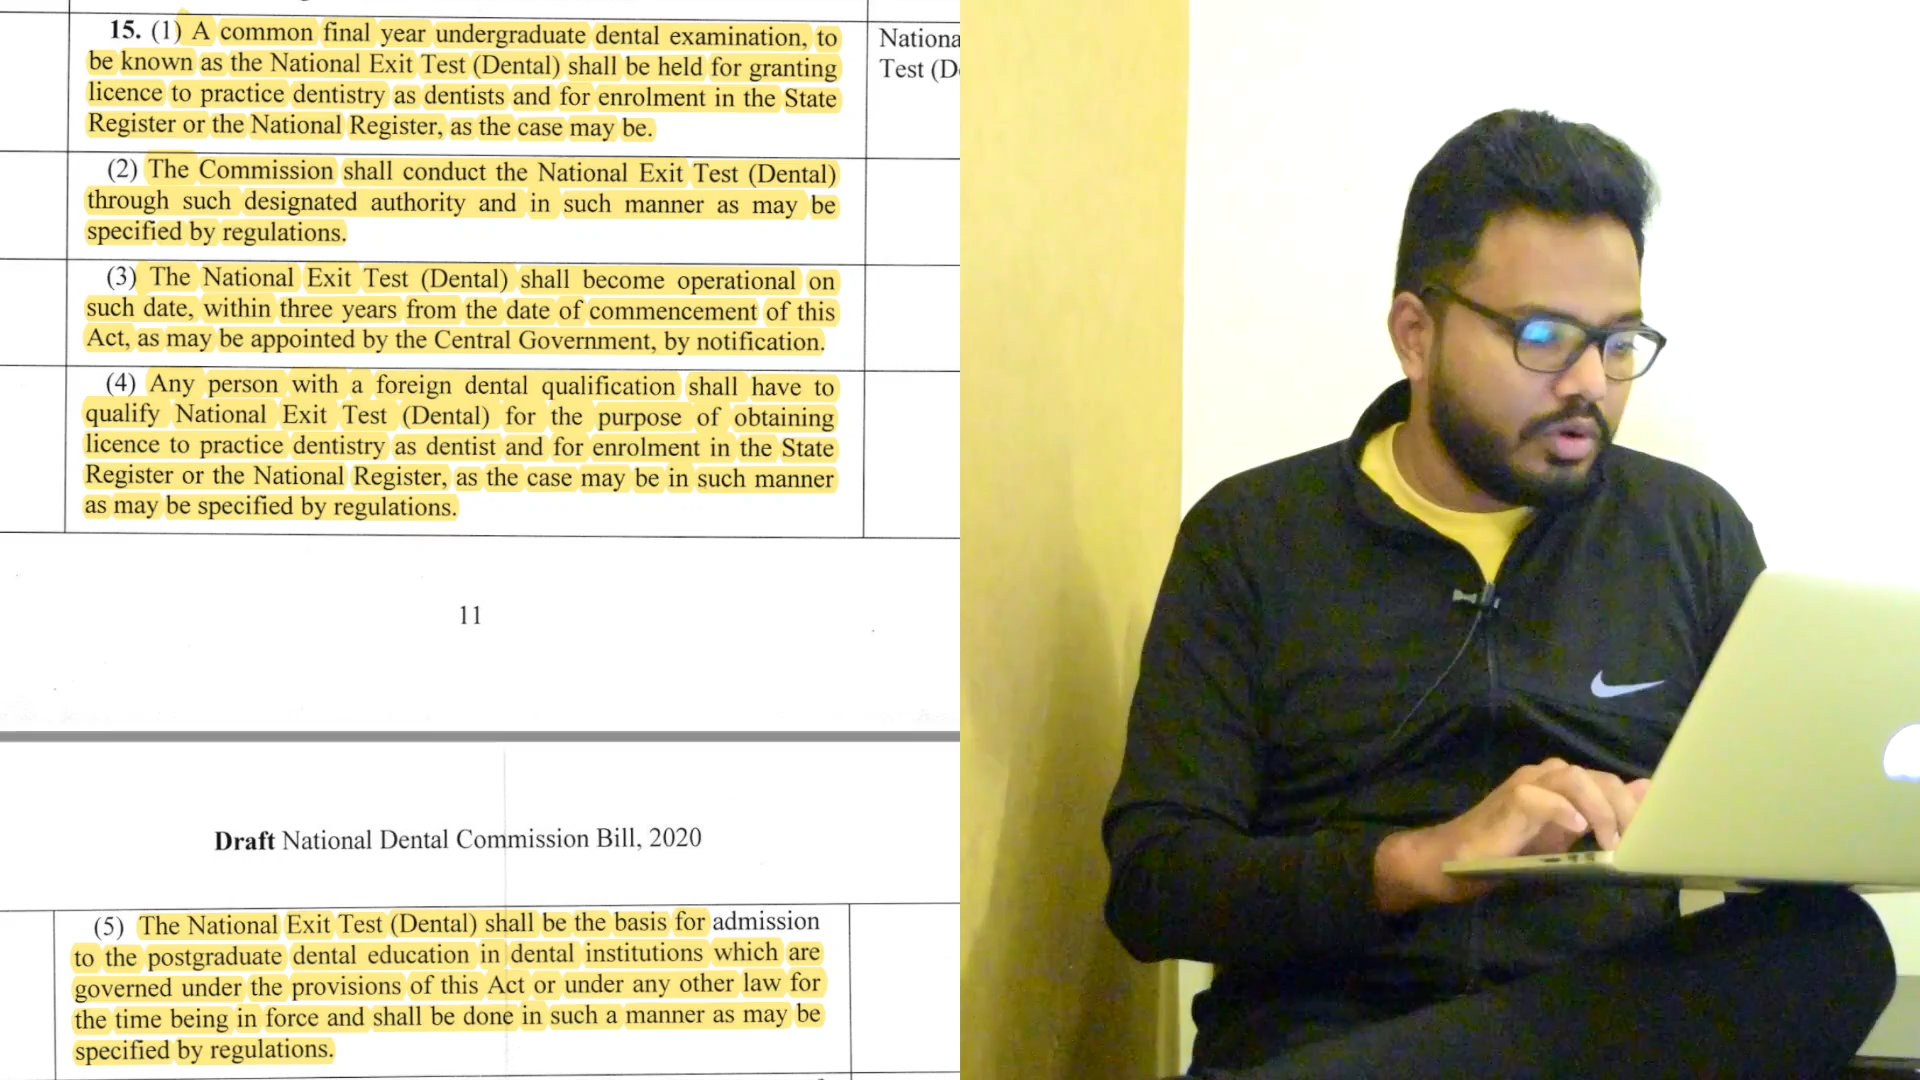 15. (1) A common final year undergraduate dental examination, to
be known as the National Exit Test (Dental) shall be held for granting
licence to practice dentistry as dentists and for enrolment in the State
Register or the National Register, as the case may be.
Nationa
Test (D
(2) The Commission shall conduct the National Exit Test (Dental)
through such designated authority and in such manner as may be
specified by regulations.
(3) The National Exit Test (Dental) shall become operational on
such date, within three years from the date of commencement of this
Act, as may be appointed by the Central Government, by notification.
(4) Any person with a foreign dental qualification shall have to
qualify National Exit Test (Dental) for the purpose of obtaining
licence to practice dentistry as dentist and for enrolment in the State
Register or the National Register, as the case may be in such manner
as may be specified by regulations.
11
Draft National Dental Commission Bill, 2020
(5) The National Exit Test (Dental) shall be the basis for admission
to the postgraduate dental education in dental institutions which are
governed under the provisions of this Act or under any other law for
the time being in force and shall be done in such a manner as may be
specified by regulations.